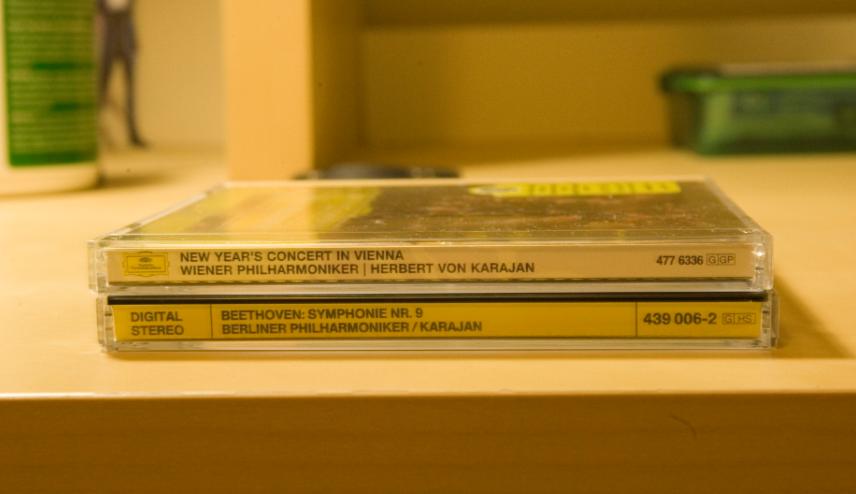 NEW YEAR'S CONCERT IN VIENNA
WIENER PHILHARMONIKER | HERBERT VON KARAJAN
477 6336 GGP
DIGITAL
STEREO
BEETHOVEN: SYMPHONIE NR. 9
BERLINER PHILHARMONIKER / KARAJAN
439 006-2 GHS